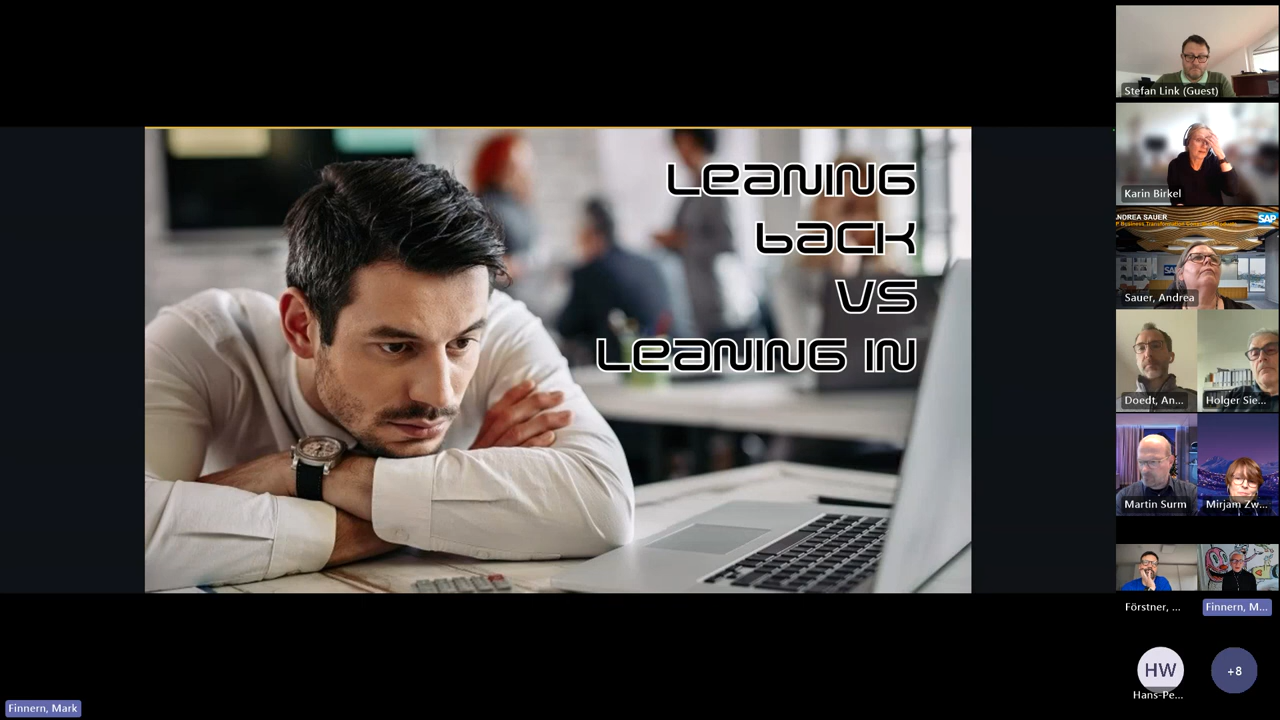 LEANING
BACK
VS
LEANING IN
Stefan Link (Guest)
Karin Birkel
NDREA SAUER
SAP
Sauer, Andrea
Doedt, An...
Holger Sie...
Martin Surm
Mirjam Zw...
Förstner, ...
Finnern, M...
HW
Hans-Pe...
+8
Finnern, Mark